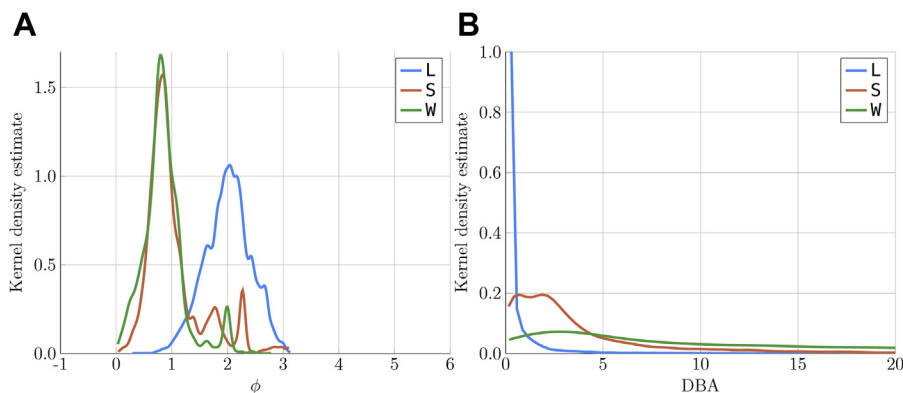 A
B
Kernel density estimate
1.5
1.0
0.5
0.0
-1 0 1 2 3 4 5 6
ϕ
L
S
W
Kernel density estimate
1.0
0.8
0.6
0.4
0.2
0.0
0 5 10 15 20
DBA
L
S
W